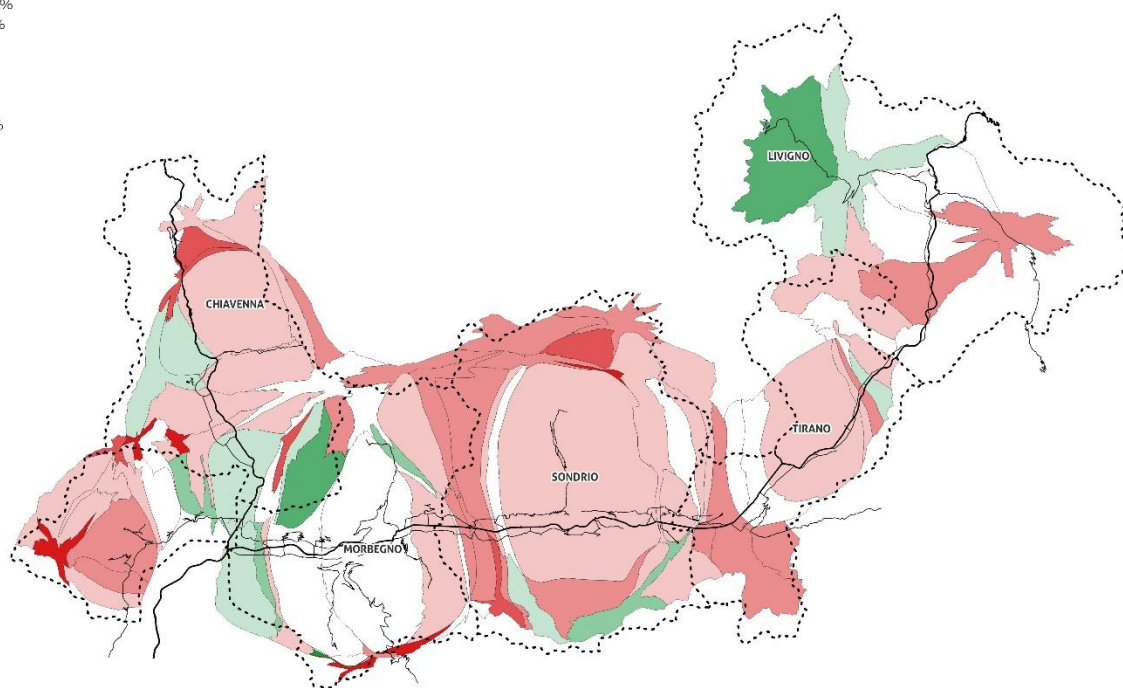 %
%
%
LIVIGNO
CHIAVENNA
TIRANO
SONDRIO
MORBEGNO